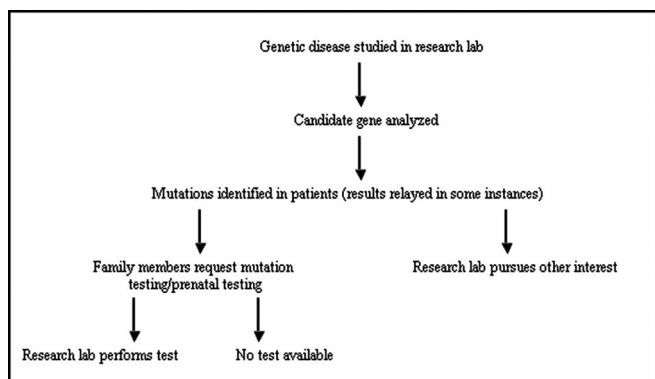 Genetic disease studied in research lab
Candidate gene analyzed
Mutations identified in patients (results relayed in some instances)
Family members request mutation
testing/prenatal testing
Research lab pursues other interest
Research lab performs test
No test available